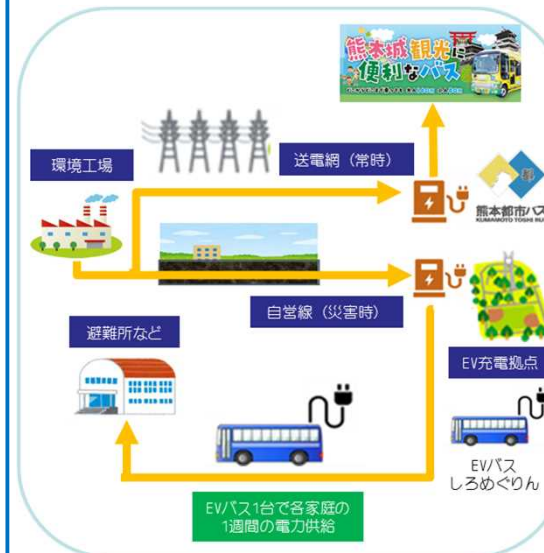 熊本城観光に
便利なバス
環境工場
送電網（常時）
熊本都市バス
KUMAMOTO TOSHI BUS
自営線（災害時）
避難所など
EV充電拠点
EVバス
しろめぐりん
EVバス1台で各家庭の
1週間の電力供給